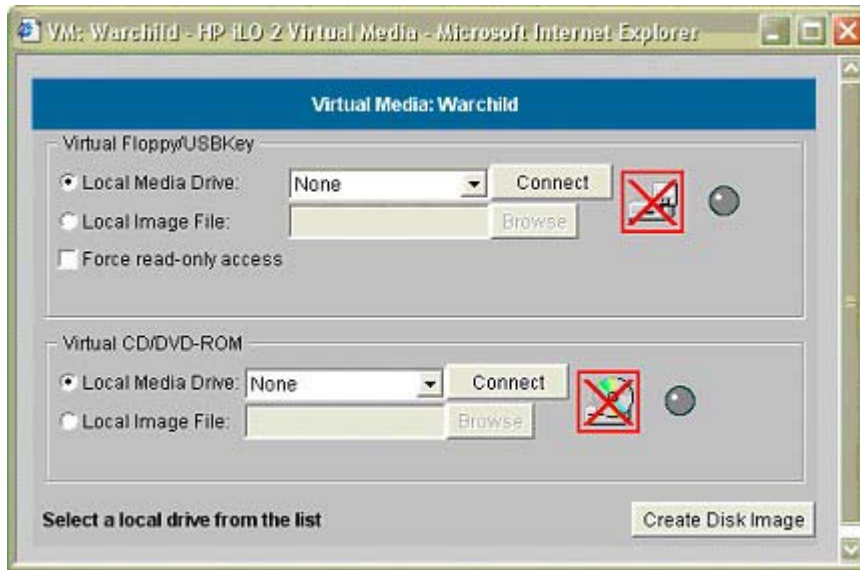 VM: Warchild - HP iLO 2 Virtual Media - Microsoft Internet Explorer
Virtual Media: Warchild
Virtual Floppy/USBKey
Local Media Drive: None Connect
Local Image File: Browse
Force read-only access
Virtual CD/DVD-ROM
Local Media Drive: None Connect
Local Image File: Browse
Select a local drive from the list Create Disk Image